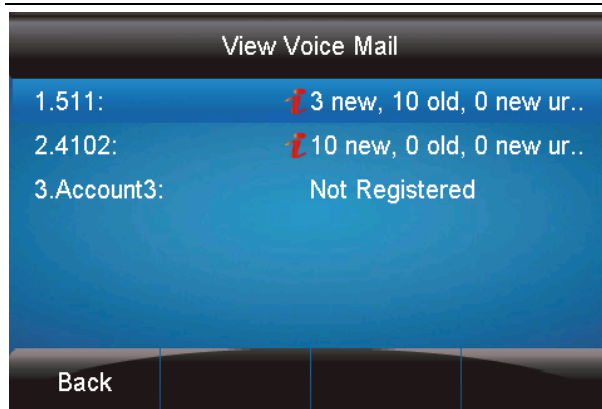 View Voice Mail
1.511: 3 new, 10 old, 0 new ur..
2.4102: 10 new, 0 old, 0 new ur..
3.Account3: Not Registered
Back